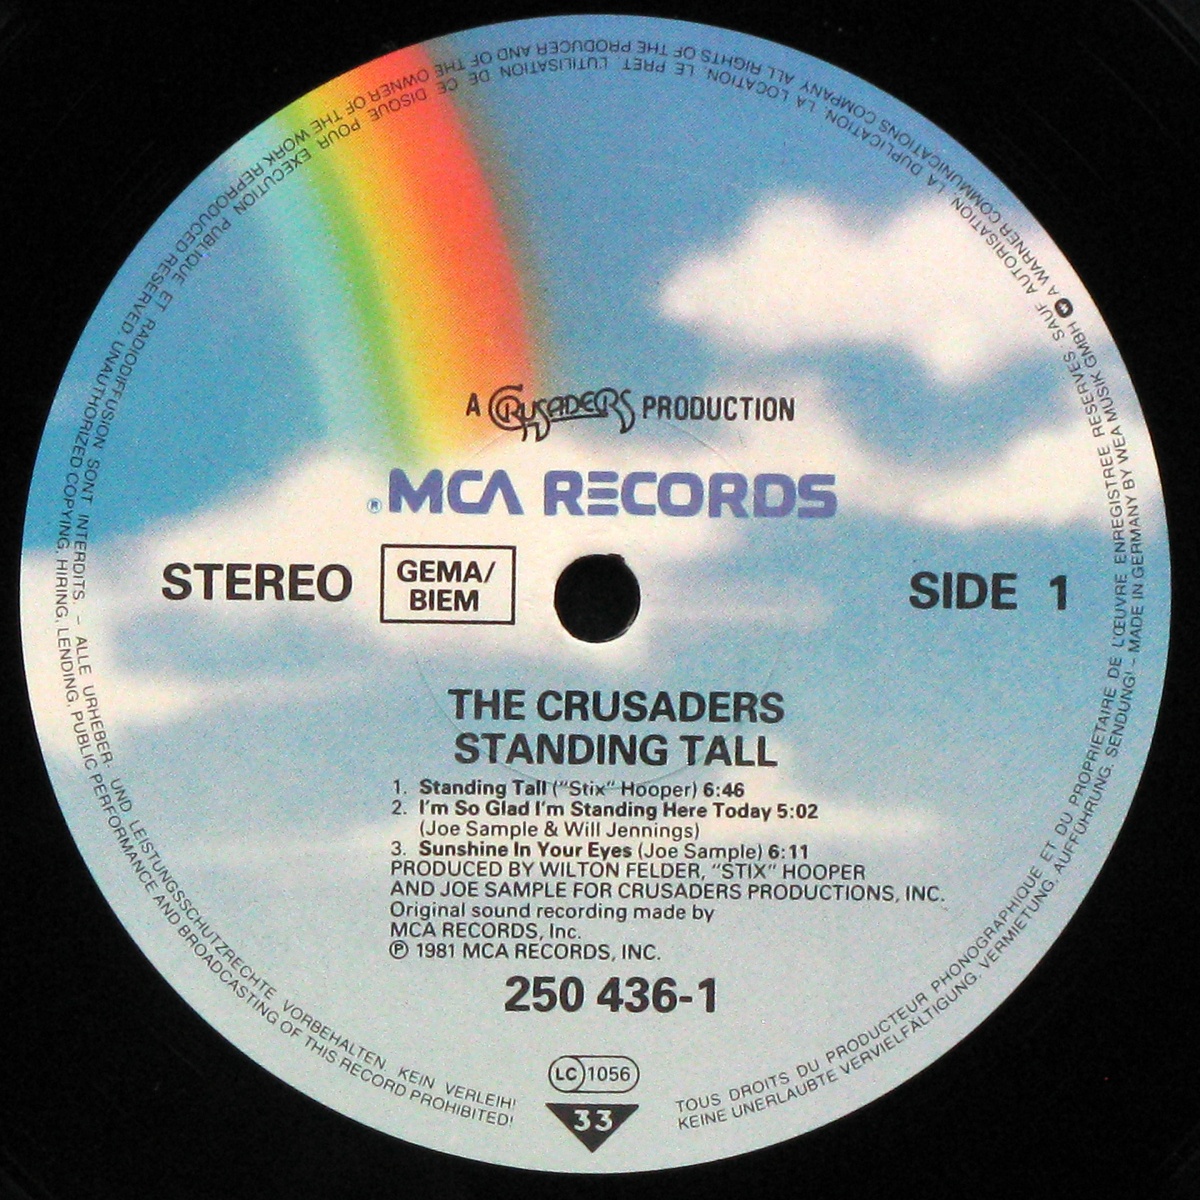 A CRUSADERS PRODUCTION
® MCA RECORDS
STEREO
GEMA/
BIEM
SIDE 1
THE CRUSADERS
STANDING TALL
1. Standing Tall ("Stix" Hooper) 6:46
2. I'm So Glad I'm Standing Here Today 5:02
(Joe Sample & Will Jennings)
3. Sunshine In Your Eyes (Joe Sample) 6:11
PRODUCED BY WILTON FELDER, "STIX" HOOPER
AND JOE SAMPLE FOR CRUSADERS PRODUCTIONS, INC.
Original sound recording made by
MCA RECORDS, Inc.
℗ 1981 MCA RECORDS, INC.
250 436-1
LC 1056
33
TOUS DROITS DU PRODUCTEUR PHONOGRAPHIQUE ET DU PROPRIETAIRE DE L'ŒUVRE ENREGISTREE RESERVES. SAUF AUTORISATION, LA DUPLICATION, LA LOCATION, LE PRET, L'UTILISATION DE CE DISQUE POUR EXECUTION PUBLIQUE ET RADIODIFFUSION SONT INTERDITS. – ALLE URHEBER- UND LEISTUNGSSCHUTZRECHTE VORBEHALTEN. KEIN VERLEIH!
KEINE UNERLAUBTE VERVIELFÄLTIGUNG, VERMIETUNG, AUFFÜHRUNG, SENDUNG! – MADE IN GERMANY BY WEA MUSIK GMBH A WARNER COMMUNICATIONS COMPANY ALL RIGHTS OF THE PRODUCER AND OF THE OWNER OF THE WORK REPRODUCED RESERVED. UNAUTHORIZED COPYING, HIRING, LENDING, PUBLIC PERFORMANCE AND BROADCASTING OF THIS RECORD PROHIBITED!